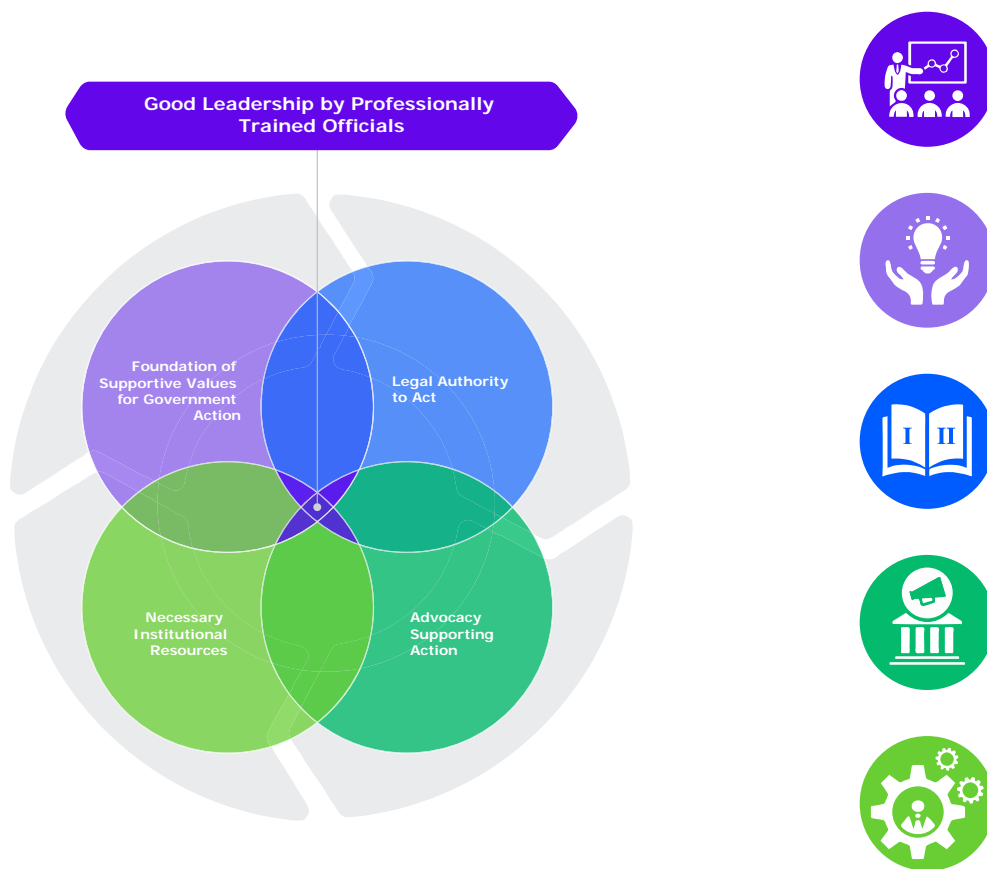 Good Leadership by Professionally
Trained Officials
Foundation of
Supportive Values
for Government
Action
Legal Authority
to Act
Necessary
Institutional
Resources
Advocacy
Supporting
Action
I II